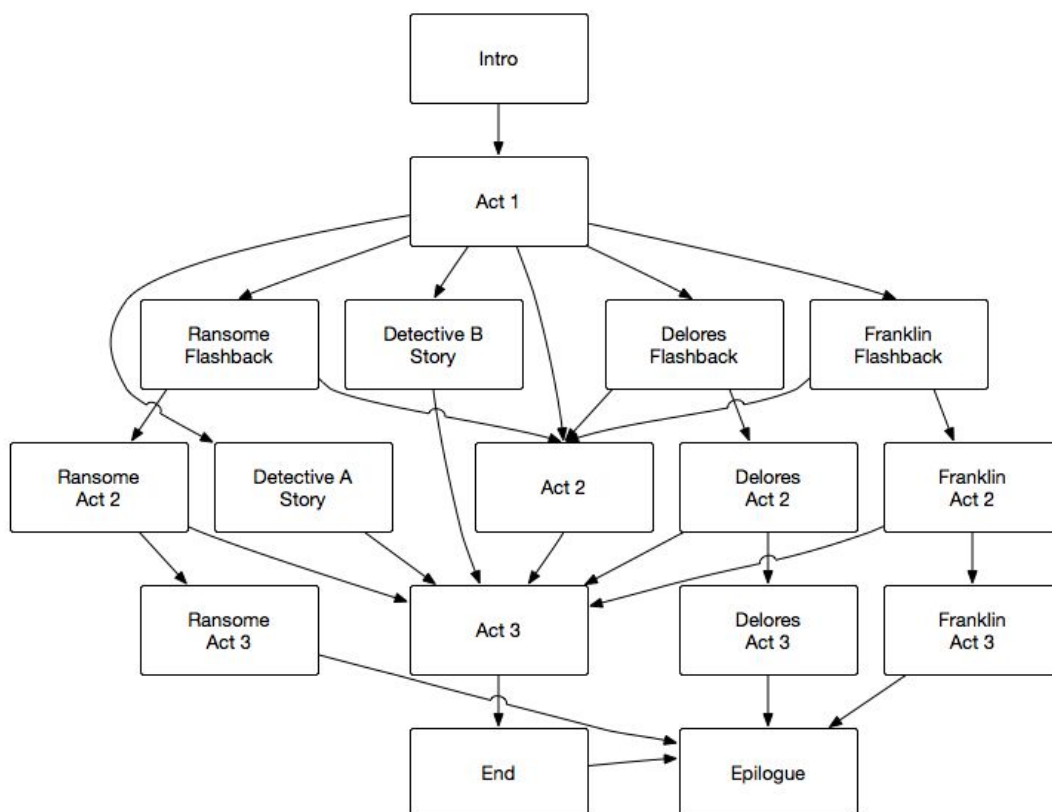 Intro
Act 1
Ransome
Flashback
Detective B
Story
Delores
Flashback
Franklin
Flashback
Ransome
Act 2
Detective A
Story
Act 2
Delores
Act 2
Franklin
Act 2
Ransome
Act 3
Act 3
Delores
Act 3
Franklin
Act 3
End
Epilogue